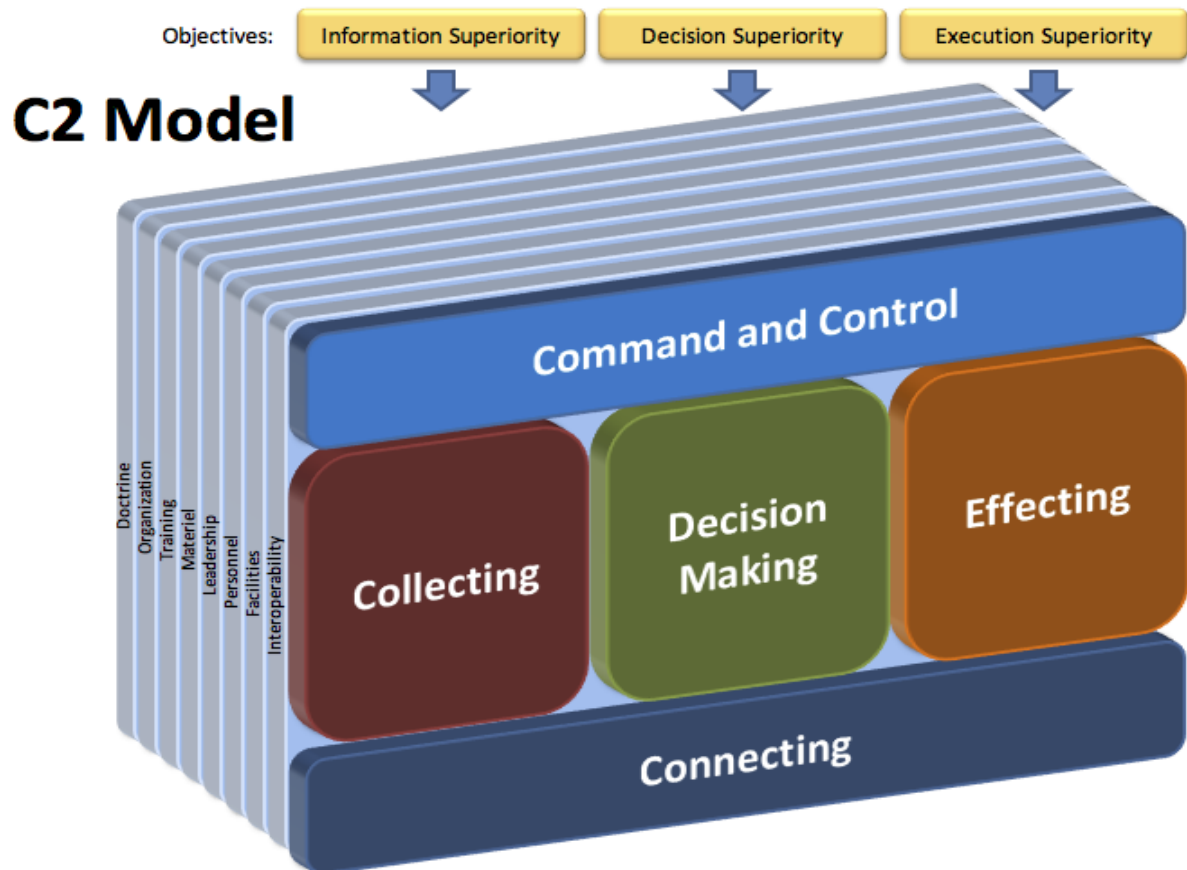 Objectives:
Information Superiority
Decision Superiority
Execution Superiority
C2 Model
Command and Control
Doctrine
Organization
Training
Materiel
Leadership
Personnel
Facilities
Interoperability
Collecting
Decision
Making
Effecting
Connecting